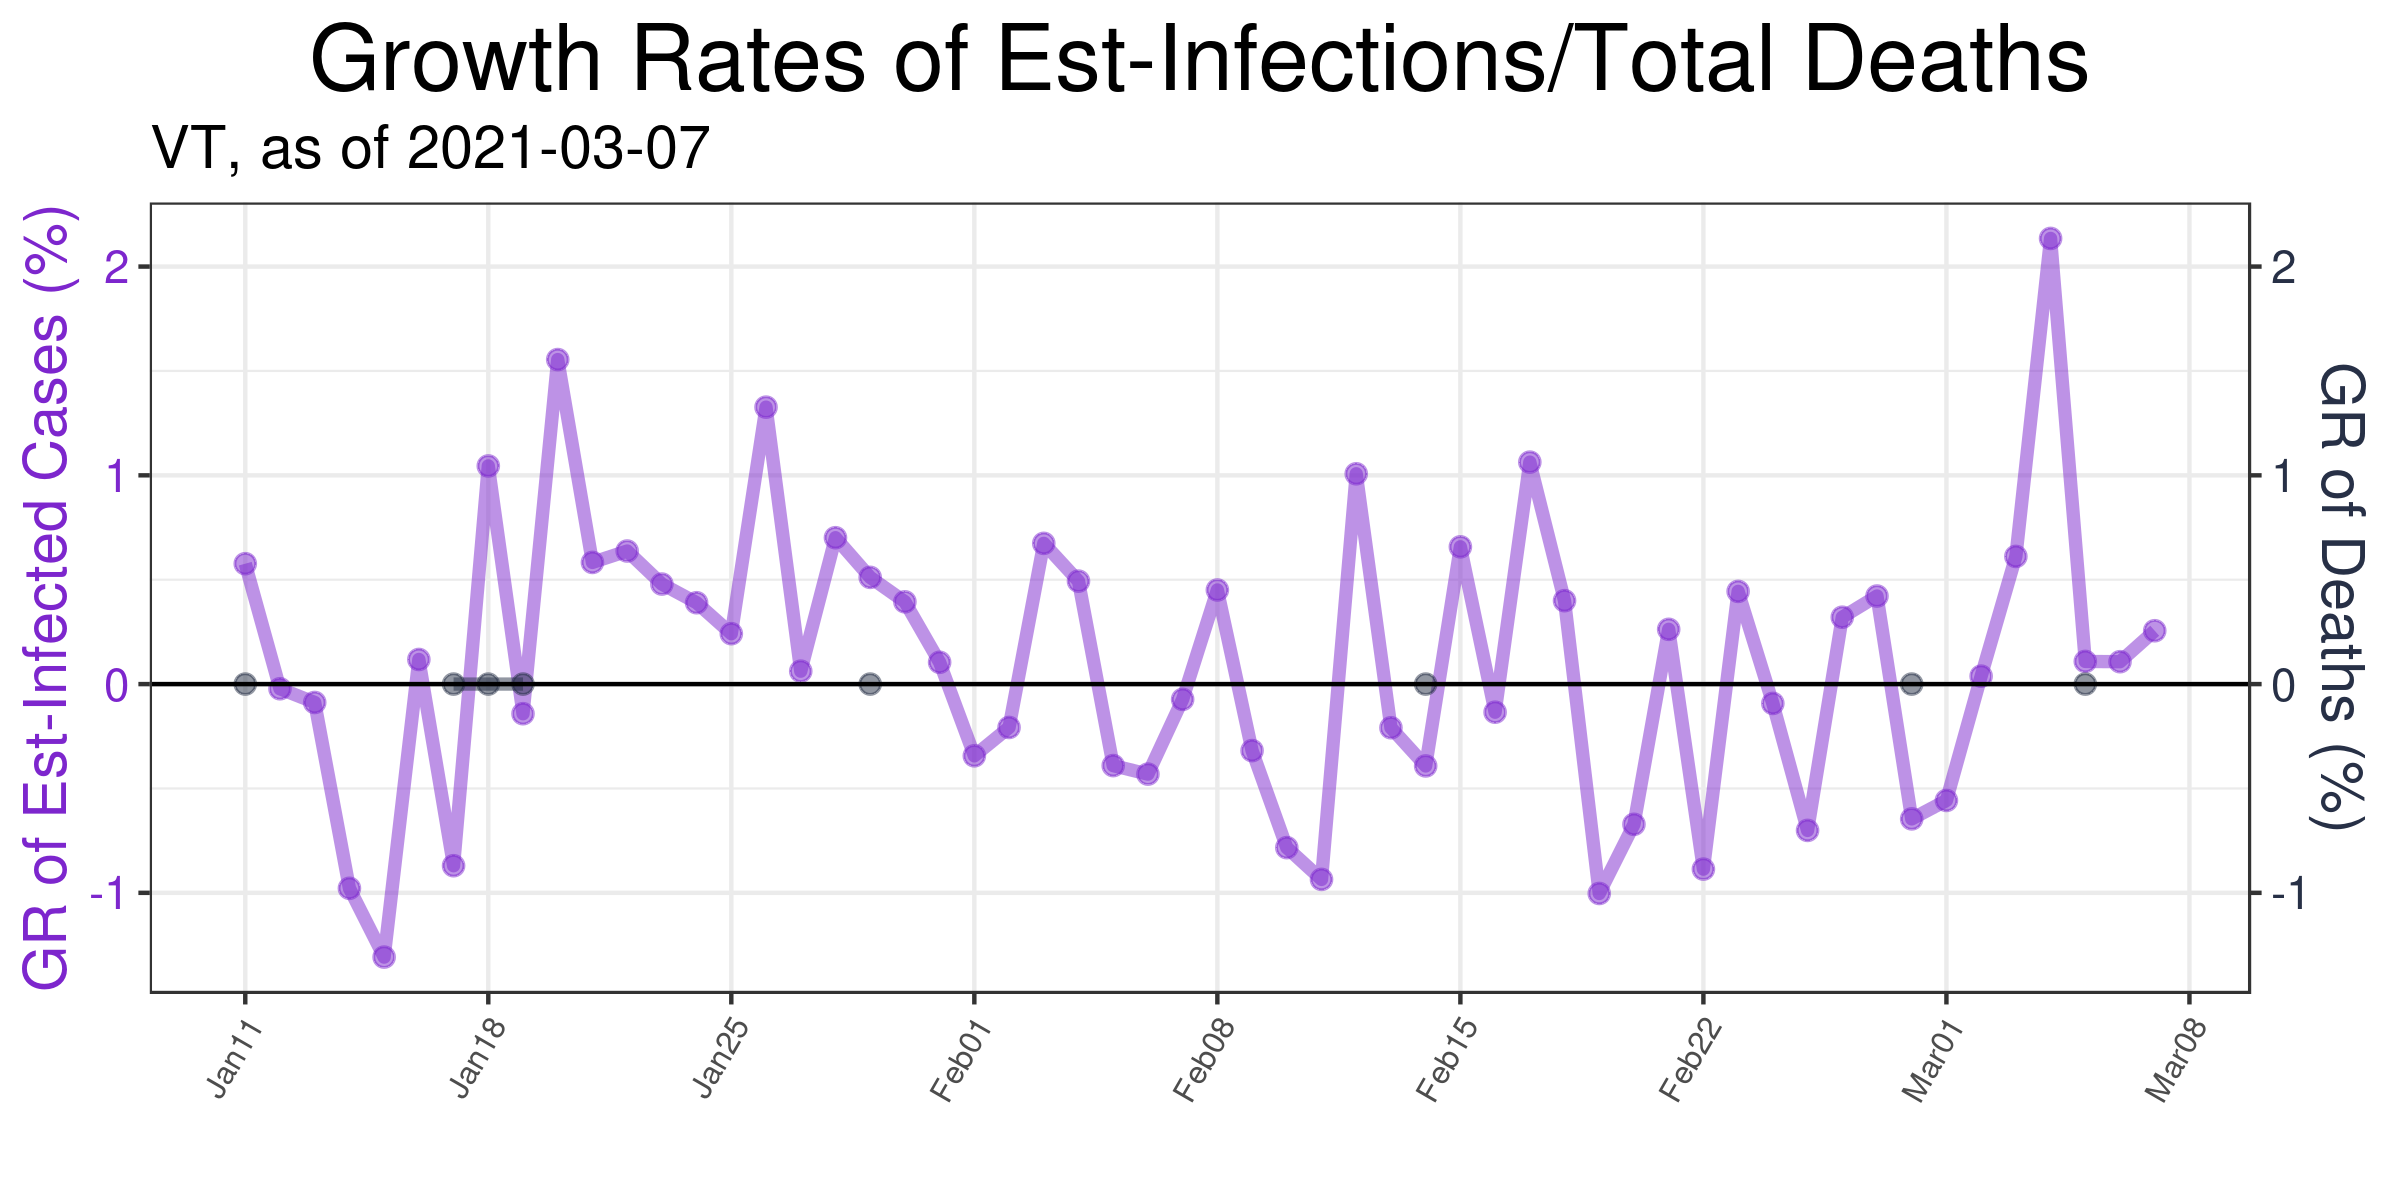 Growth Rates of Est-Infections/Total Deaths
VT, as of 2021-03-07
GR of Est-Infected Cases (%)
2
1
0
-1
2
1
0
-1
GR of Deaths (%)
Jan11
Jan18
Jan25
Feb01
Feb08
Feb15
Feb22
Mar01
Mar08